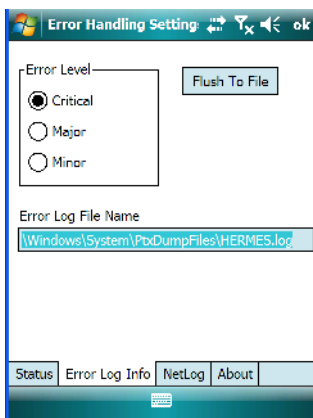 Error Handling Setting ok
Error Level
Flush To File
Critical
Major
Minor
Error Log File Name
\Windows\System\PtxDumpFiles\HERMES.log
Status Error Log Info NetLog About